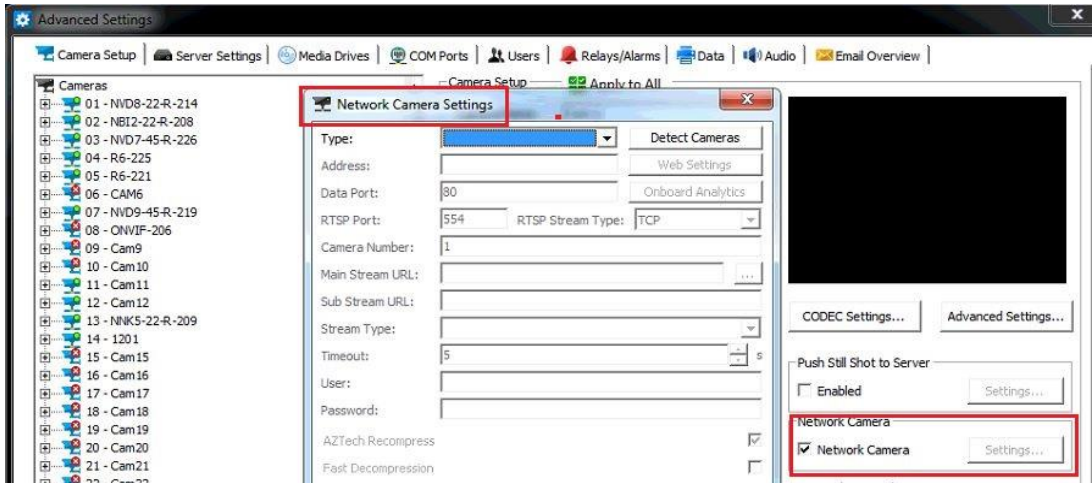 Advanced Settings
X
Camera Setup Server Settings Media Drives COM Ports Users Relays/Alarms Data Audio Email Overview
Cameras
01 - NVD8-22-R-214
02 - NBI2-22-R-208
03 - NVD7-45-R-226
04 - R6-225
05 - R6-221
06 - CAM6
07 - NVD9-45-R-219
08 - ONVIF-206
09 - Cam9
10 - Cam10
11 - Cam11
12 - Cam12
13 - NNK5-22-R-209
14 - 1201
15 - Cam15
16 - Cam16
17 - Cam17
18 - Cam18
19 - Cam19
20 - Cam20
21 - Cam21
Camera Setup Apply to All
Network Camera Settings
X
Type: Detect Cameras
Address: Web Settings
Data Port: 80 Onboard Analytics
RTSP Port: 554 RTSP Stream Type: TCP
Camera Number: 1
Main Stream URL: ...
Sub Stream URL:
Stream Type:
Timeout: 5 s
User:
Password:
AZTech Recompress
Fast Decompression
CODEC Settings... Advanced Settings...
Push Still Shot to Server
Enabled Settings...
Network Camera
Network Camera Settings...